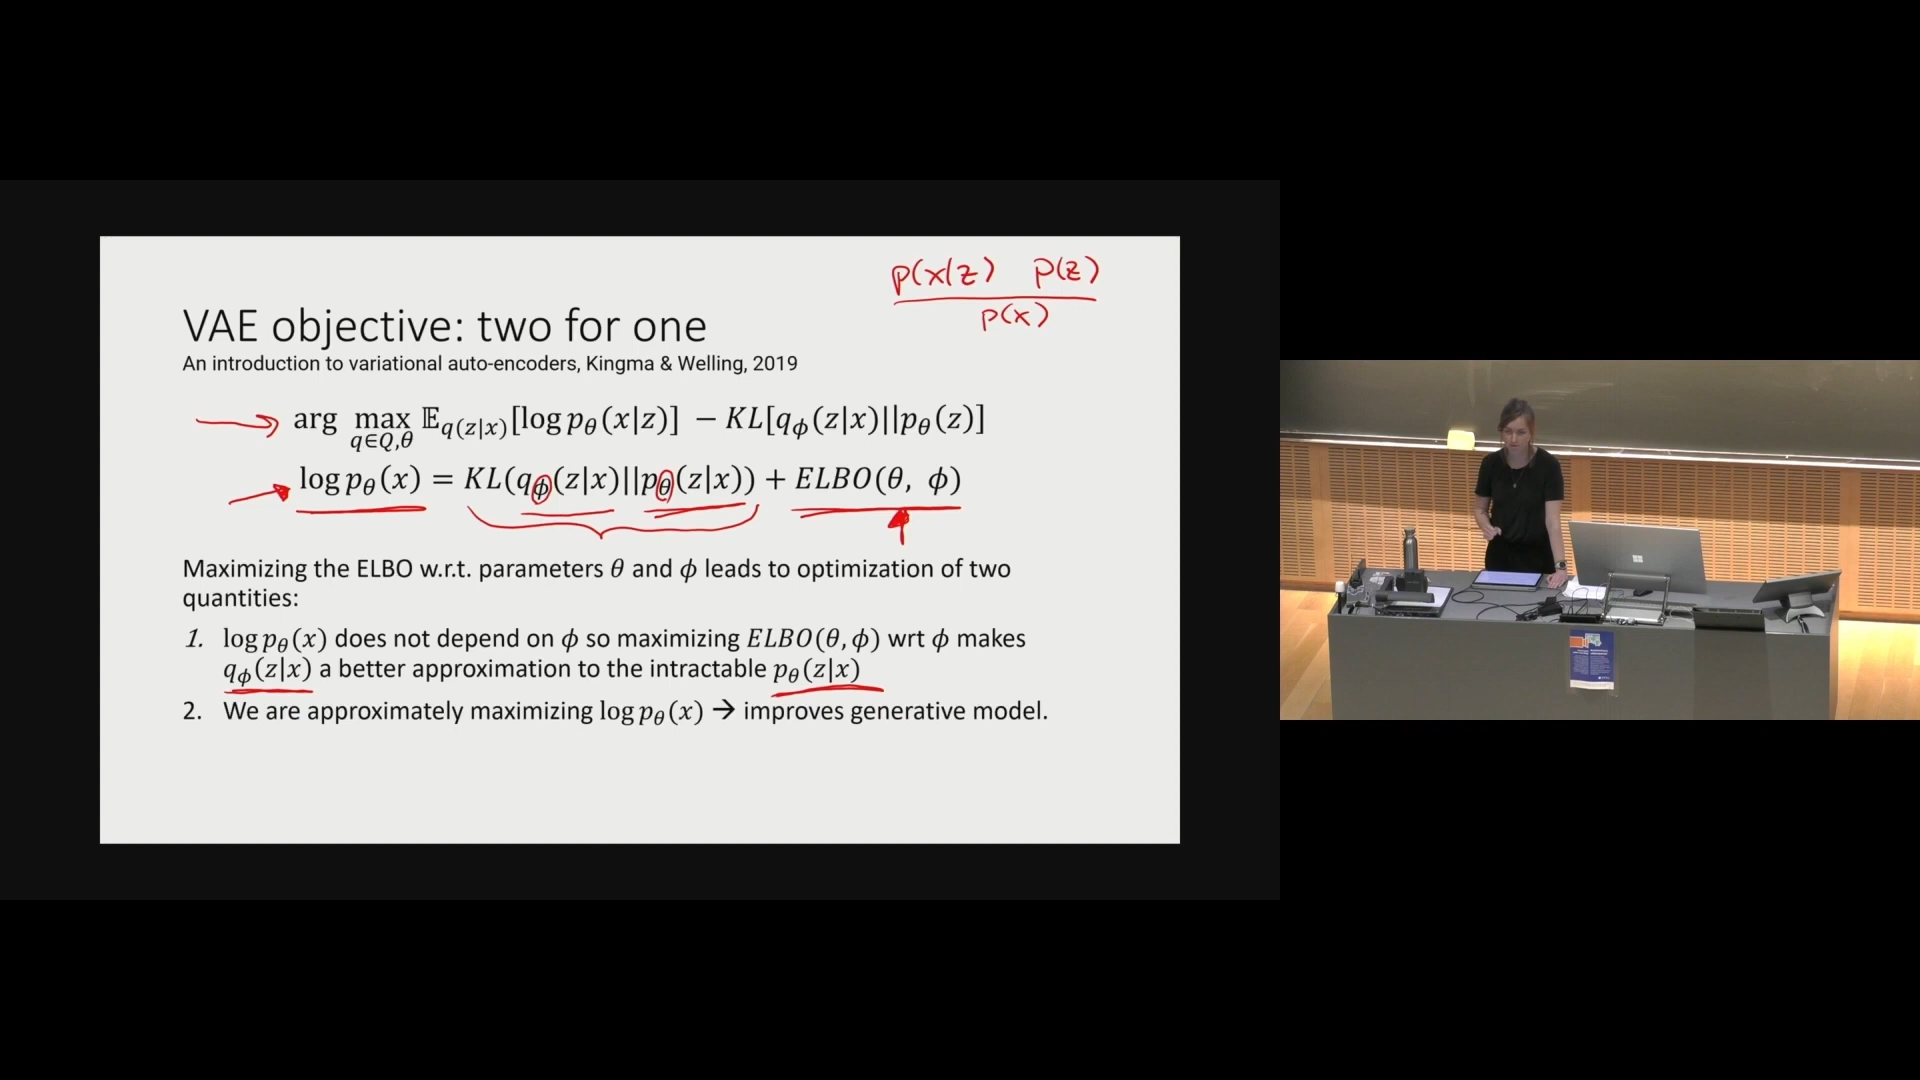 p(x|z) p(z)
p(x)
VAE objective: two for one
An introduction to variational auto-encoders, Kingma & Welling, 2019
arg max_{q∈Q,θ} 𝔼_{q(z|x)}[log p_θ(x|z)] − KL[q_ϕ(z|x)||p_θ(z)]
log p_θ(x) = KL(q_ϕ(z|x)||p_θ(z|x)) + ELBO(θ, ϕ)
Maximizing the ELBO w.r.t. parameters θ and ϕ leads to optimization of two
quantities:
1. log p_θ(x) does not depend on ϕ so maximizing ELBO(θ, ϕ) wrt ϕ makes
q_ϕ(z|x) a better approximation to the intractable p_θ(z|x)
2. We are approximately maximizing log p_θ(x) → improves generative model.